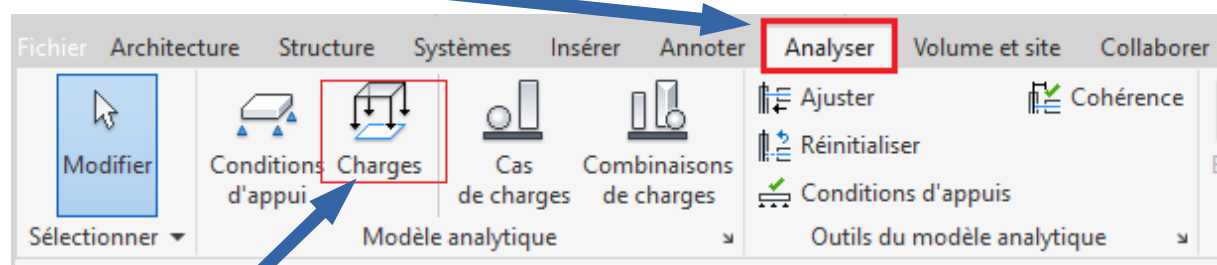 Fichier Architecture Structure Systèmes Insérer Annoter Analyser Volume et site Collaborer
Modifier
Conditions d'appui
Charges
Cas de charges
Combinaisons de charges
Ajuster
Cohérence
Réinitialiser
Conditions d'appuis
Sélectionner
Modèle analytique
Outils du modèle analytique